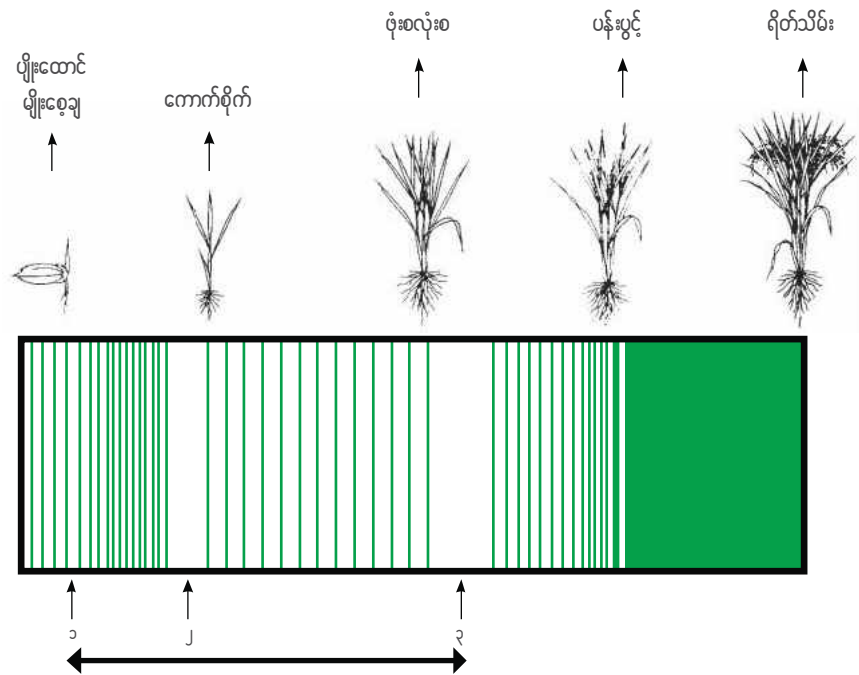 ပျိုးထောင်
မျိုးစေ့ချ
ကောက်စိုက်
ဖုံးစလုံးစ
ပန်းပွင့်
ရိတ်သိမ်း
၁
၂
၃